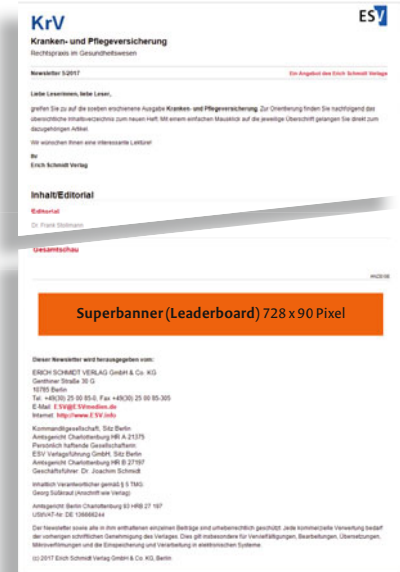 KrV
ESV
Kranken- und Pflegeversicherung
Rechtspraxis im Gesundheitswesen
Newsletter 5/2017
Ein Angebot des Erich Schmidt Verlags
Liebe Leserinnen, liebe Leser,
greifen Sie zu auf die soeben erschienene Ausgabe Kranken- und Pflegeversicherung. Zur Orientierung finden Sie nachfolgend das
übersichtliche Inhaltsverzeichnis zum neuen Heft. Mit einem einfachen Mausklick auf die jeweilige Überschrift gelangen Sie direkt zum
dazugehörigen Artikel.
Wir wünschen Ihnen eine interessante Lektüre!
Ihr
Erich Schmidt Verlag
Inhalt/Editorial
Editorial
Dr. Frank Stollmann
Gesamtschau
ANZEIGE
Superbanner (Leaderboard) 728 x 90 Pixel
Dieser Newsletter wird herausgegeben vom:
ERICH SCHMIDT VERLAG GmbH & Co. KG
Genthiner Straße 30 G
10785 Berlin
Tel. +49(30) 25 00 85-0, Fax +49(30) 25 00 85-305
E-Mail: ESV@ESVmedien.de
Internet: http://www.ESV.info
Kommanditgesellschaft, Sitz Berlin
Amtsgericht Charlottenburg HR A 21375
Persönlich haftende Gesellschafterin:
ESV Verlagsführung GmbH, Sitz Berlin
Amtsgericht Charlottenburg HR B 27197
Geschäftsführer: Dr. Joachim Schmidt
Inhaltlich Verantwortlicher gemäß § 5 TMG:
Georg Süßkraut (Anschrift wie Verlag)
Amtsgericht Berlin Charlottenburg 93 HRB 27 197
USt/VAT-Nr. DE 136666244
Der Newsletter sowie alle in ihm enthaltenen einzelnen Beiträge sind urheberrechtlich geschützt. Jede kommerzielle Verwertung bedarf
der vorherigen schriftlichen Genehmigung des Verlages. Dies gilt insbesondere für Vervielfältigungen, Bearbeitungen, Übersetzungen,
Mikroverfilmungen und die Einspeicherung und Verarbeitung in elektronischen Systeme.
(c) 2017 Erich Schmidt Verlag GmbH & Co. KG, Berlin